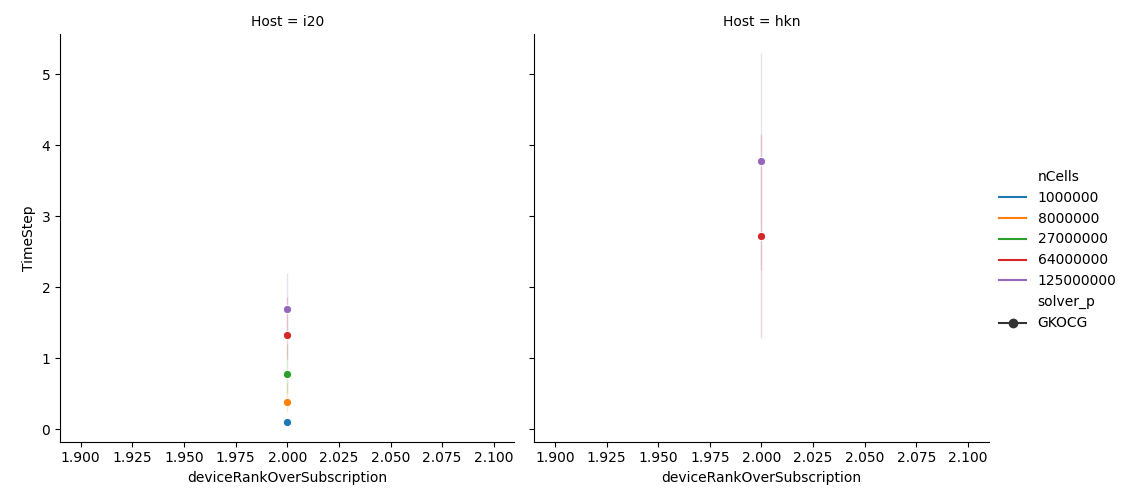 Host = i20
Host = hkn
TimeStep
5
4
3
2
1
0
1.900 1.925 1.950 1.975 2.000 2.025 2.050 2.075 2.100
1.900 1.925 1.950 1.975 2.000 2.025 2.050 2.075 2.100
deviceRankOverSubscription
deviceRankOverSubscription
nCells
1000000
8000000
27000000
64000000
125000000
solver_p
GKOCG